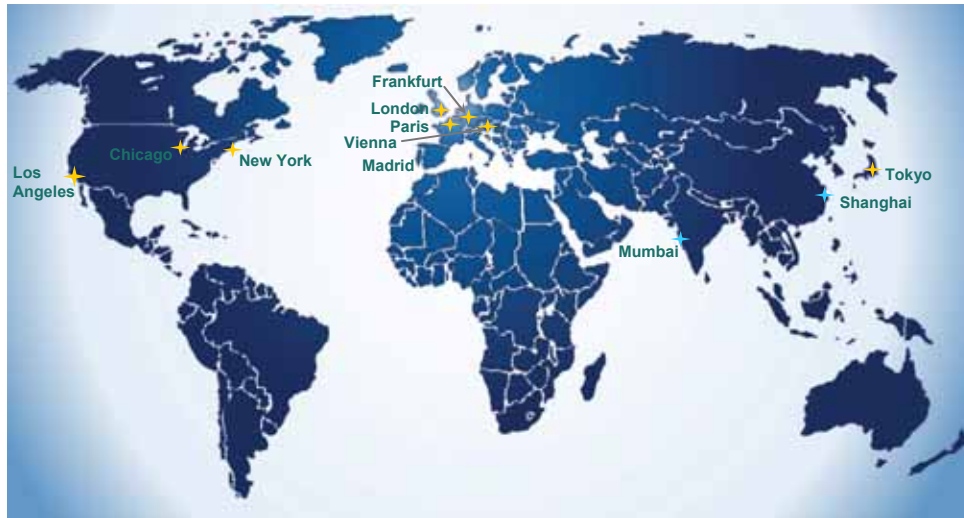 Frankfurt
London
Paris
Vienna
Madrid
Chicago
New York
Los
Angeles
Tokyo
Shanghai
Mumbai